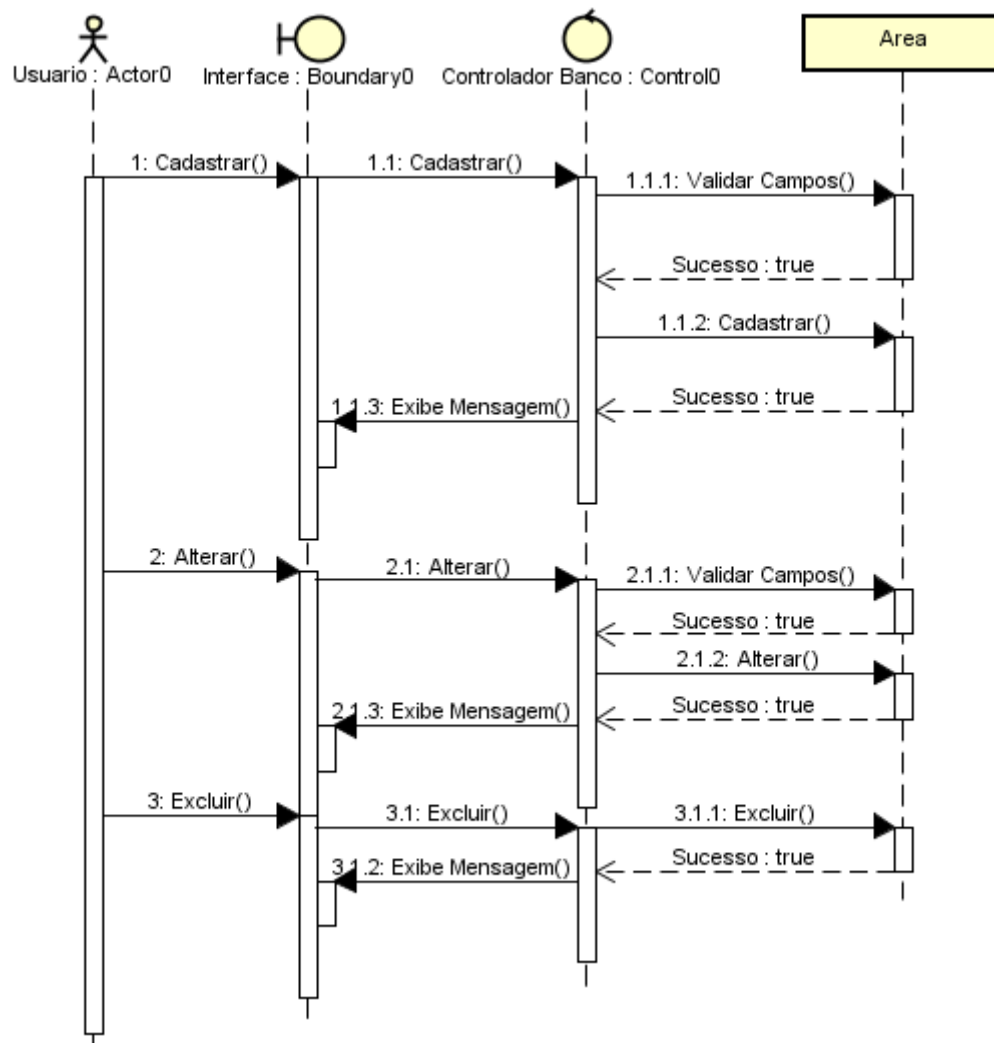 Area
Usuario : Actor0
Interface : Boundary0
Controlador Banco : Control0
1: Cadastrar()
1.1: Cadastrar()
1.1.1: Validar Campos()
Sucesso : true
1.1.2: Cadastrar()
Sucesso : true
1.1.3: Exibe Mensagem()
2: Alterar()
2.1: Alterar()
2.1.1: Validar Campos()
Sucesso : true
2.1.2: Alterar()
Sucesso : true
2.1.3: Exibe Mensagem()
3: Excluir()
3.1: Excluir()
3.1.1: Excluir()
Sucesso : true
3.1.2: Exibe Mensagem()